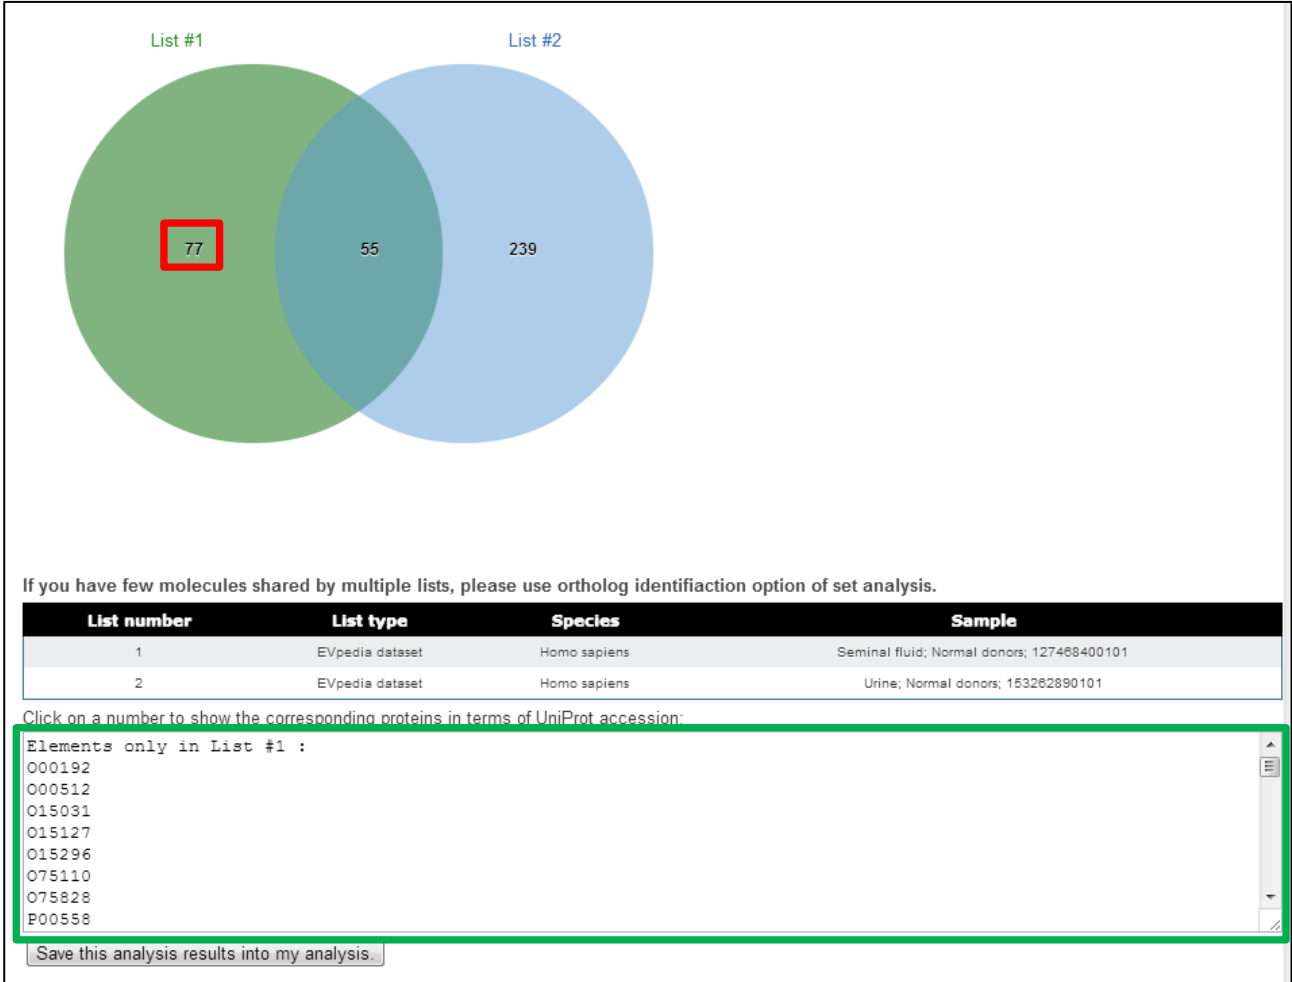 List #1 List #2
77 55 239
If you have few molecules shared by multiple lists, please use ortholog identifiaction option of set analysis.
List number List type Species Sample
1 EVpedia dataset Homo sapiens Seminal fluid; Normal donors; 127468400101
2 EVpedia dataset Homo sapiens Urine; Normal donors; 153262890101
Click on a number to show the corresponding proteins in terms of UniProt accession:
Elements only in List #1 :
O00192
O00512
O15031
O15127
O15296
O75110
O75828
P00558
Save this analysis results into my analysis.